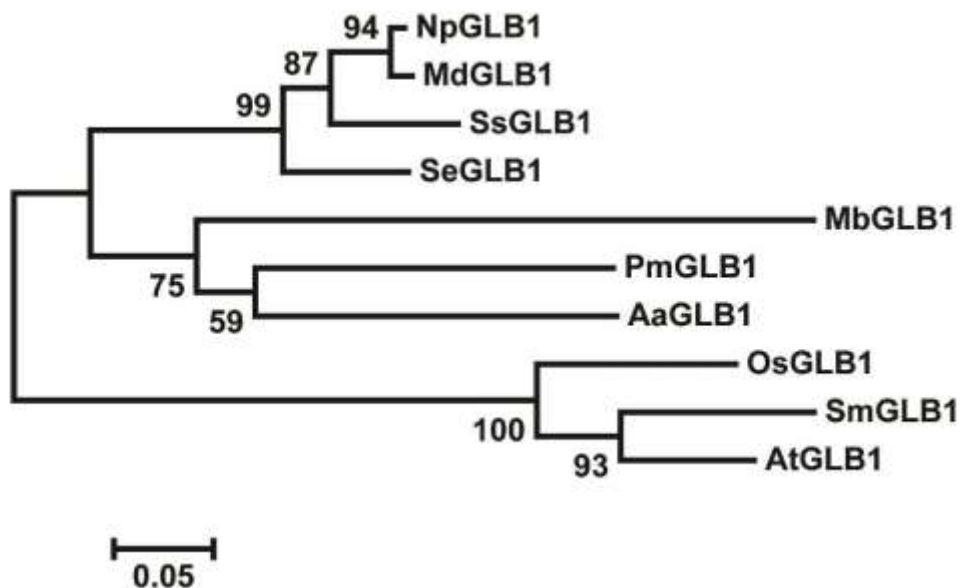 94 NpGLB1
87 MdGLB1
99 SsGLB1
SeGLB1
MbGLB1
75 PmGLB1
59 AaGLB1
OsGLB1
100 SmGLB1
93 AtGLB1
0.05